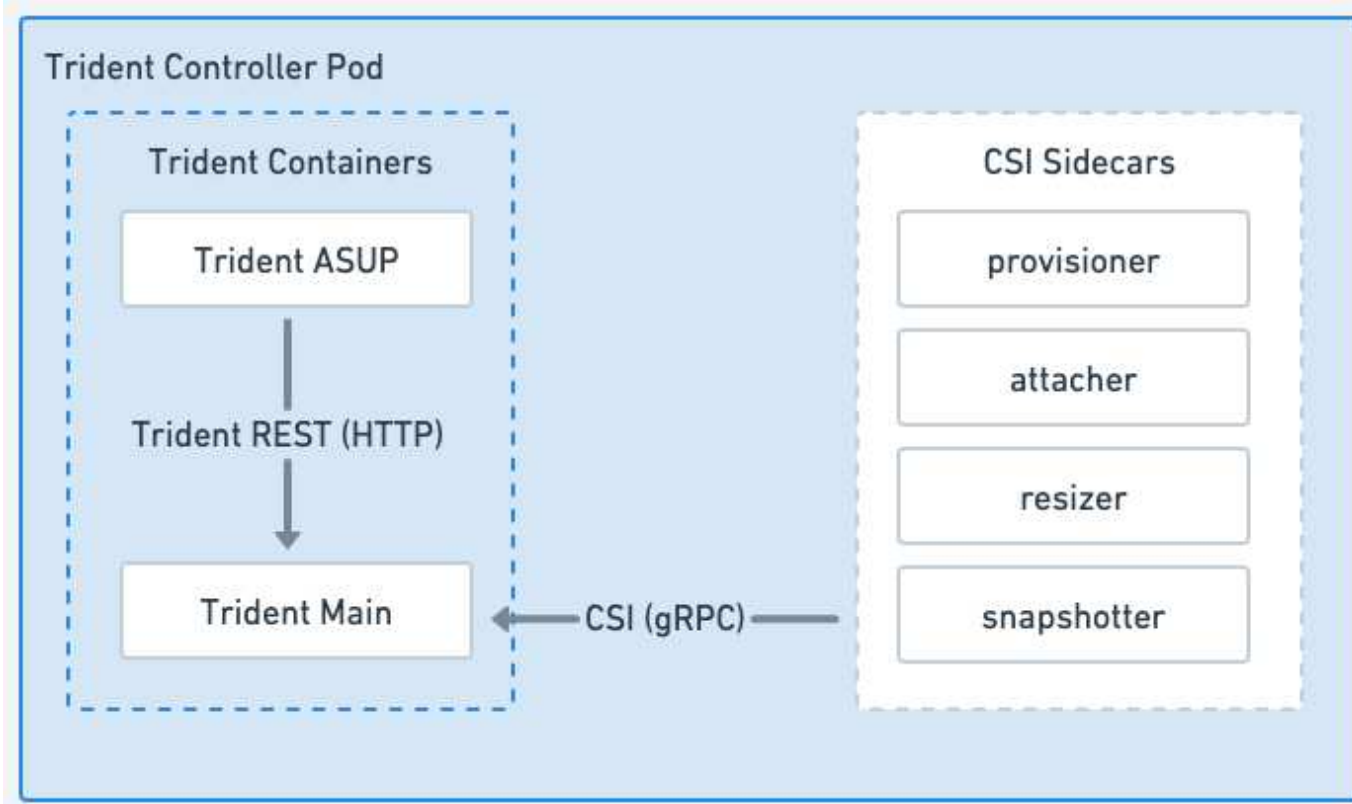 Trident Controller Pod
Trident Containers
Trident ASUP
Trident REST (HTTP)
Trident Main
CSI (gRPC)
CSI Sidecars
provisioner
attacher
resizer
snapshotter